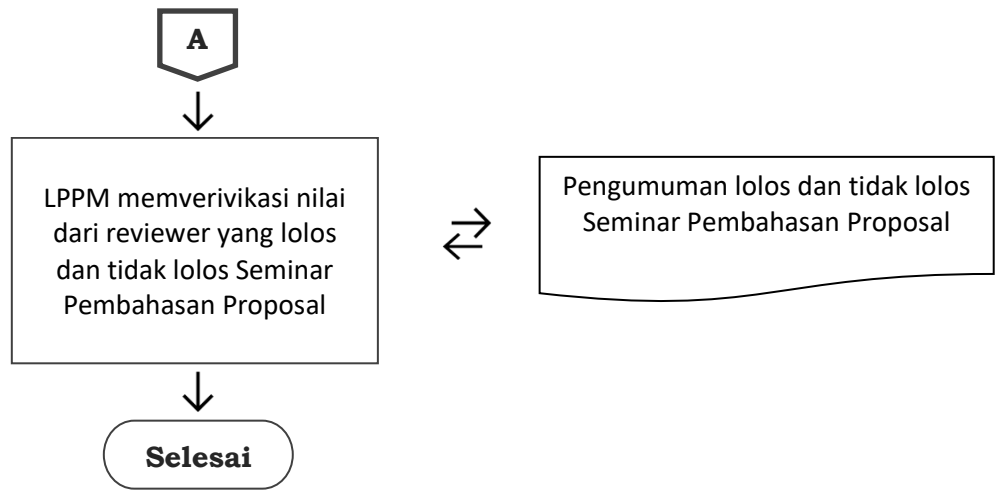 A
LPPM memverivikasi nilai
dari reviewer yang lolos
dan tidak lolos Seminar
Pembahasan Proposal
Pengumuman lolos dan tidak lolos
Seminar Pembahasan Proposal
Selesai